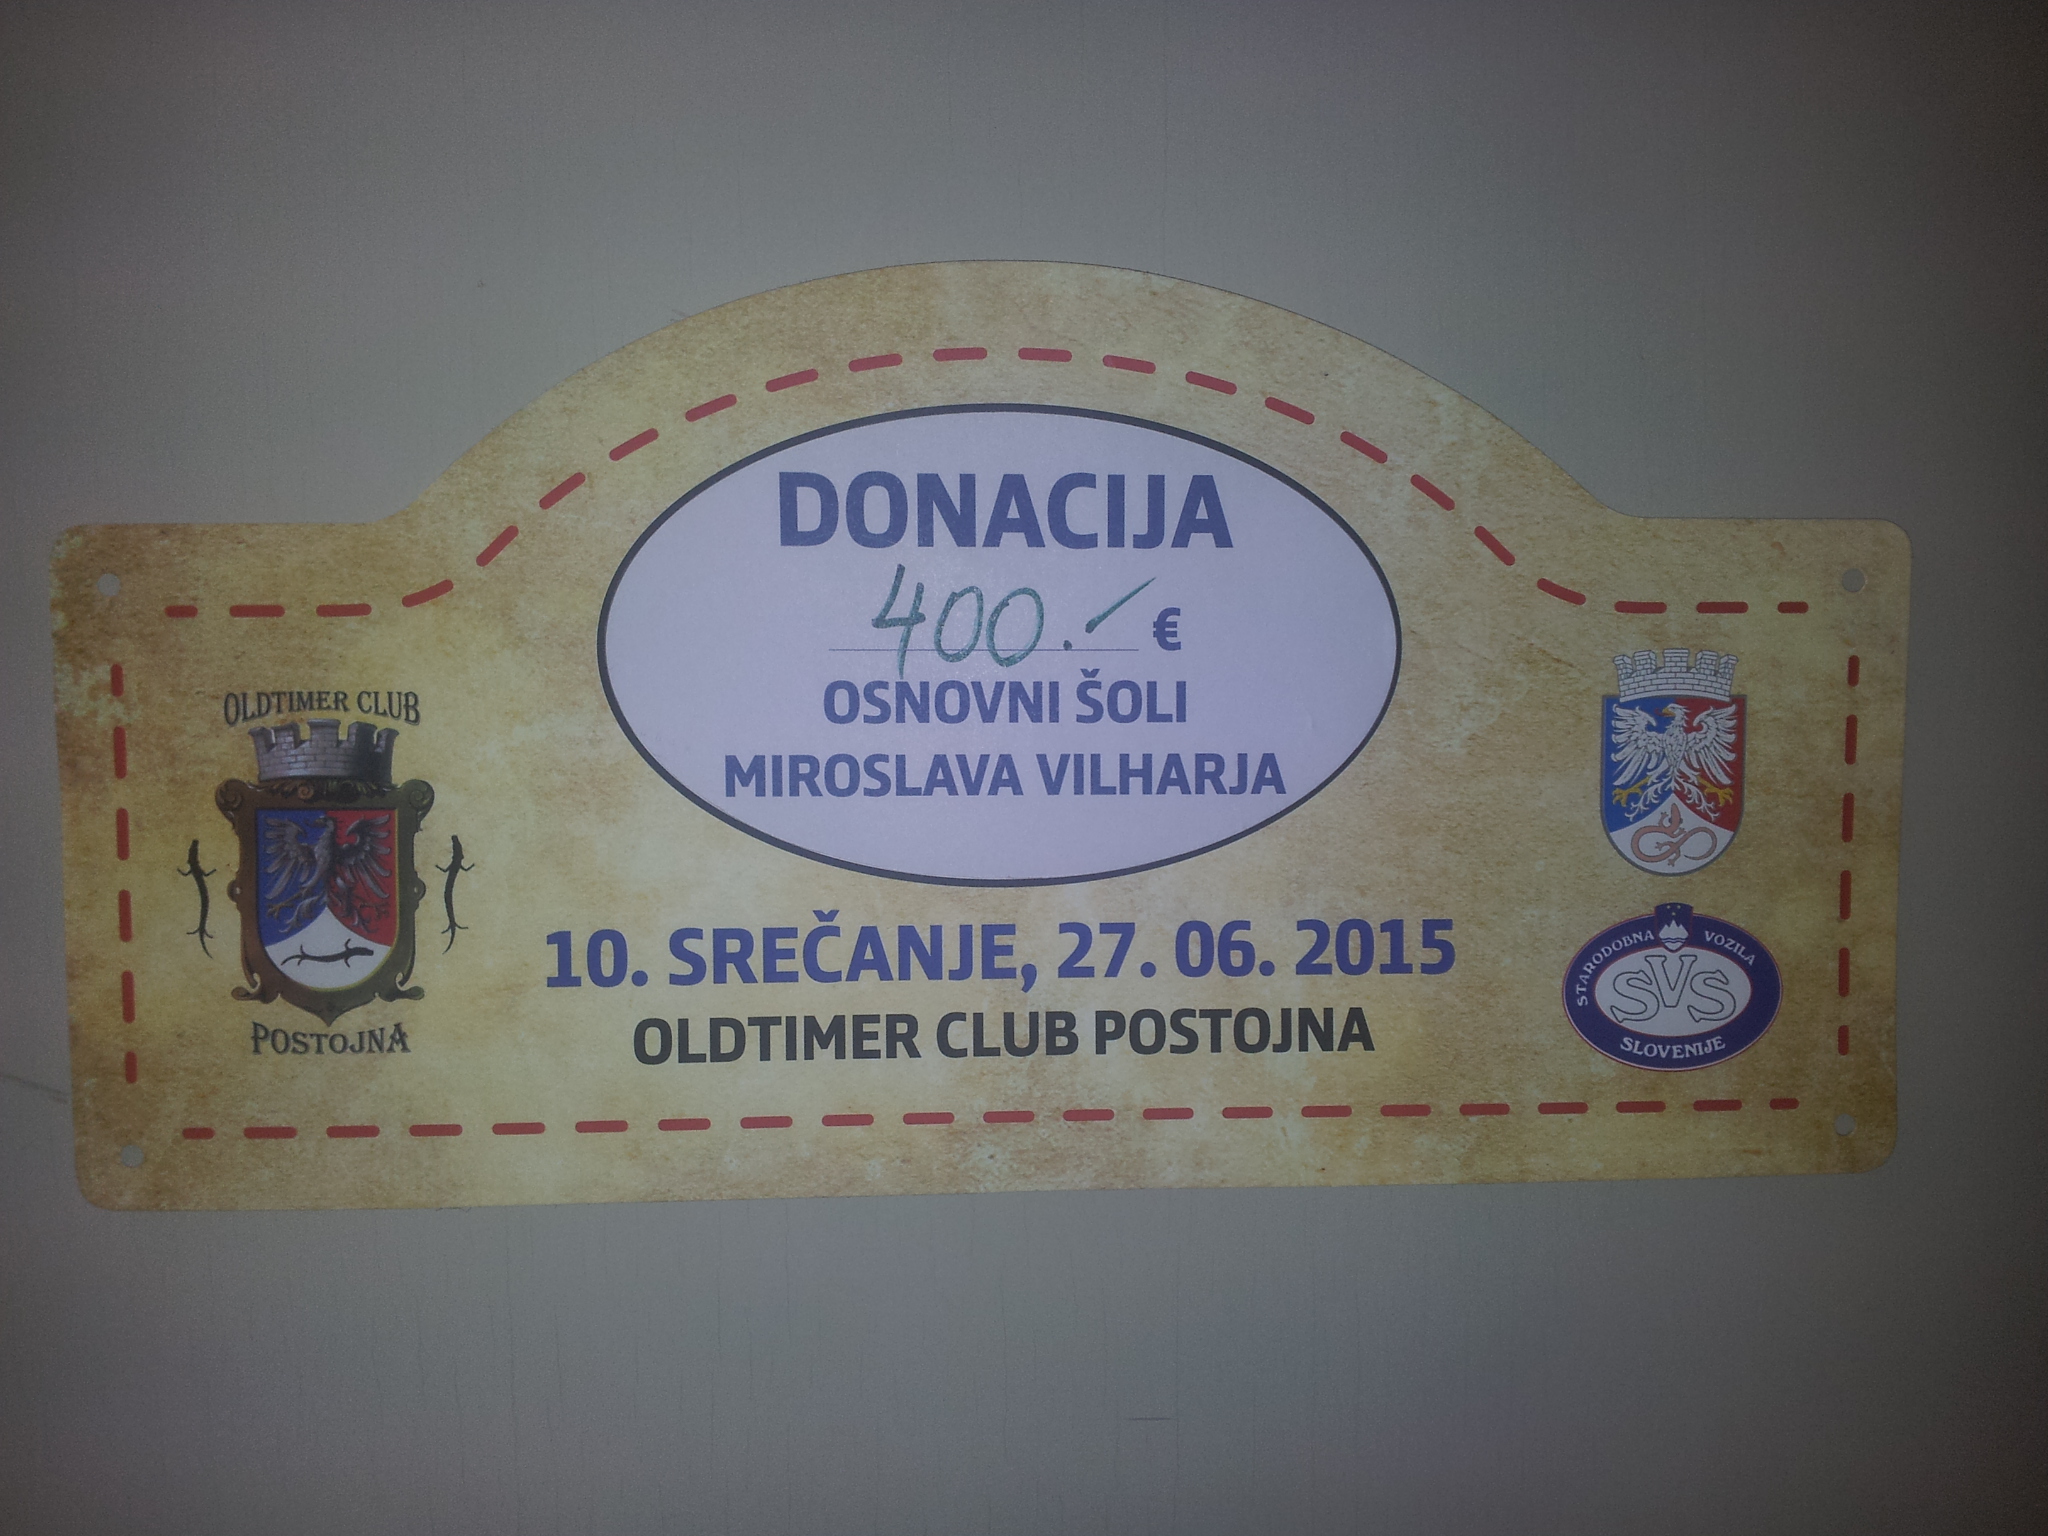 DONACIJA
400.- €
OSNOVNI ŠOLI
MIROSLAVA VILHARJA
OLDTIMER CLUB
POSTOJNA
10. SREČANJE, 27. 06. 2015
OLDTIMER CLUB POSTOJNA
STARODOBNA VOZILA
SVS
SLOVENIJE